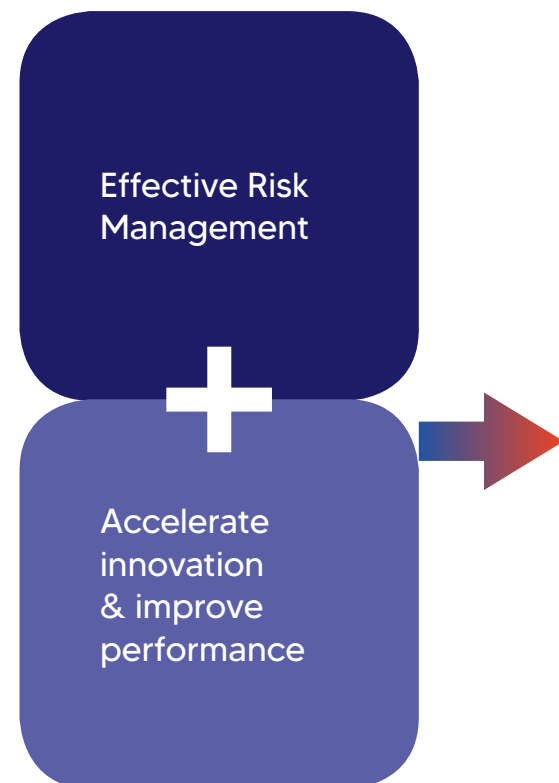 Effective Risk
Management
Accelerate
innovation
& improve
performance